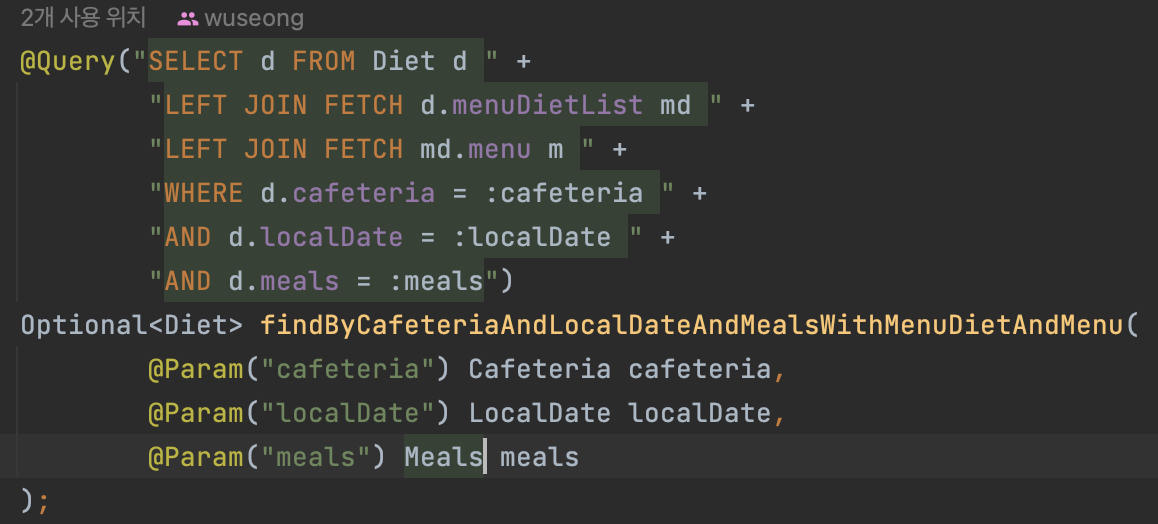 2개 사용 위치 wuseong
@Query("SELECT d FROM Diet d " +
"LEFT JOIN FETCH d.menuDietList md " +
"LEFT JOIN FETCH md.menu m " +
"WHERE d.cafeteria = :cafeteria " +
"AND d.localDate = :localDate " +
"AND d.meals = :meals")
Optional<Diet> findByCafeteriaAndLocalDateAndMealsWithMenuDietAndMenu(
@Param("cafeteria") Cafeteria cafeteria,
@Param("localDate") LocalDate localDate,
@Param("meals") Meals meals
);